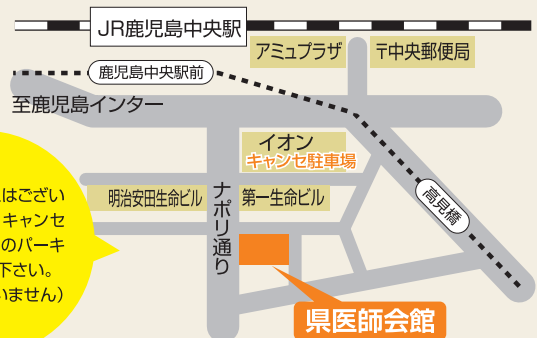 JR鹿児島中央駅
アミュプラザ
〒中央郵便局
鹿児島中央駅前
至鹿児島インター
イオン
キャンセ駐車場
明治安田生命ビル
第一生命ビル
ナポリ通り
高見橋
はござい
キャンセ
のパーキ
下さい。
いません）
県医師会館